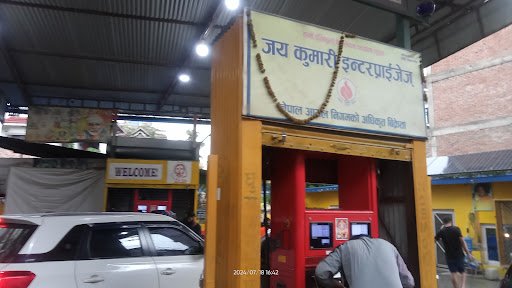 जय कुमारी इन्टरप्राईजेज्
नेपाल आयल निगमको अधिकृत बिक्रेता
WELCOME
2024/07/18 16:42